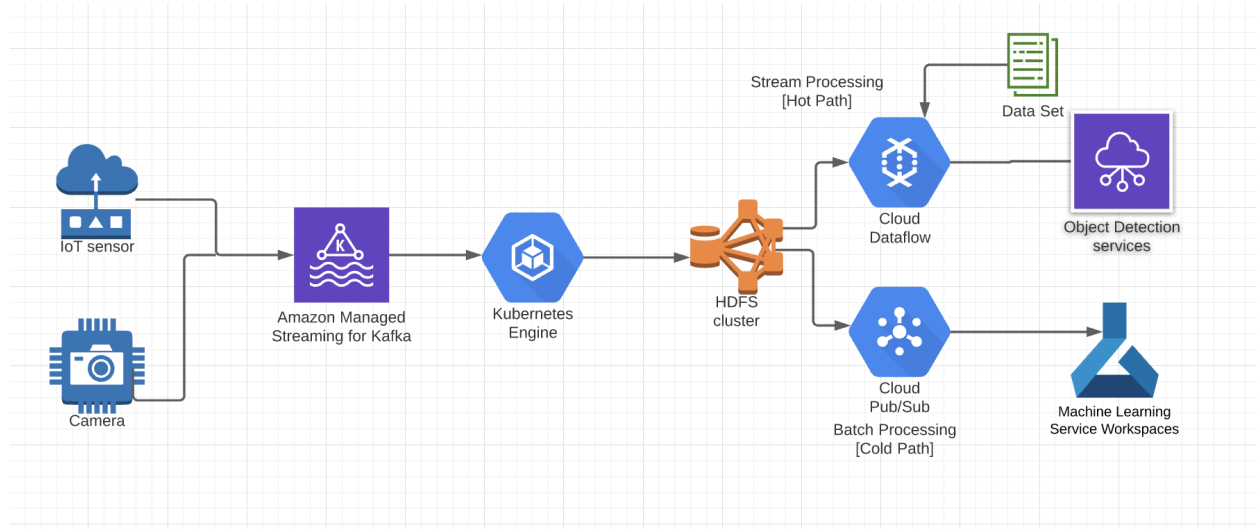 IoT sensor
Camera
K
Amazon Managed
Streaming for Kafka
Kubernetes
Engine
HDFS
cluster
Stream Processing
[Hot Path]
Cloud
Dataflow
Data Set
Object Detection
services
Cloud
Pub/Sub
Batch Processing
[Cold Path]
Machine Learning
Service Workspaces